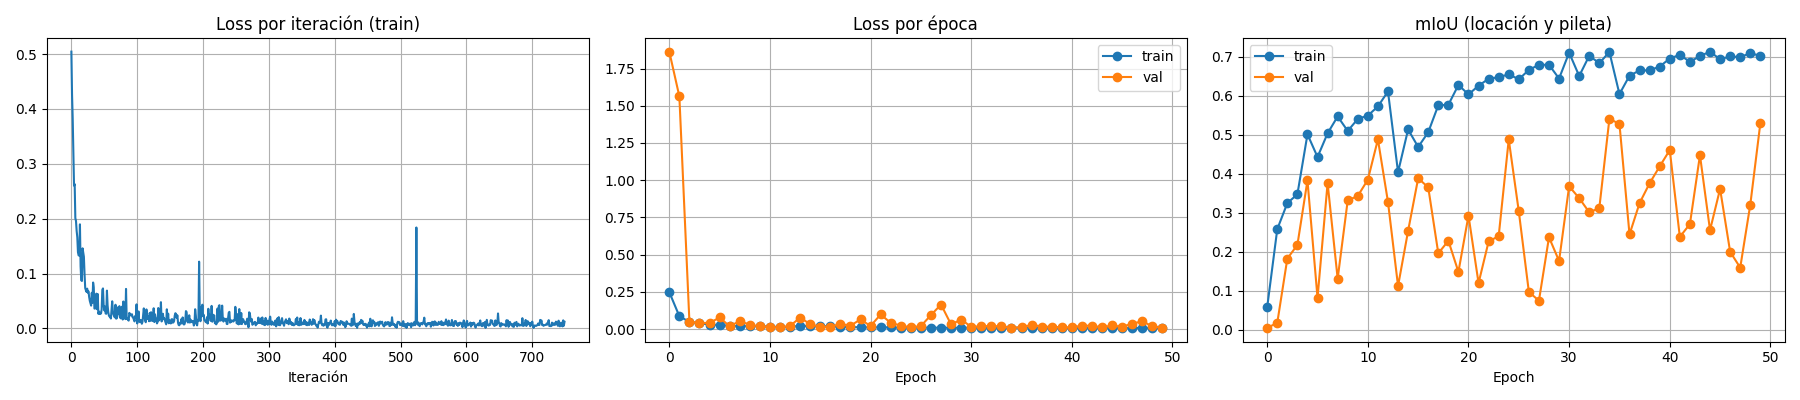 Loss por iteración (train)
0.5
0.4
0.3
0.2
0.1
0.0
0 100 200 300 400 500 600 700
Iteración
Loss por época
train
val
1.75
1.50
1.25
1.00
0.75
0.50
0.25
0.00
0 10 20 30 40 50
Epoch
mIoU (locación y pileta)
train
val
0.7
0.6
0.5
0.4
0.3
0.2
0.1
0.0
0 10 20 30 40 50
Epoch